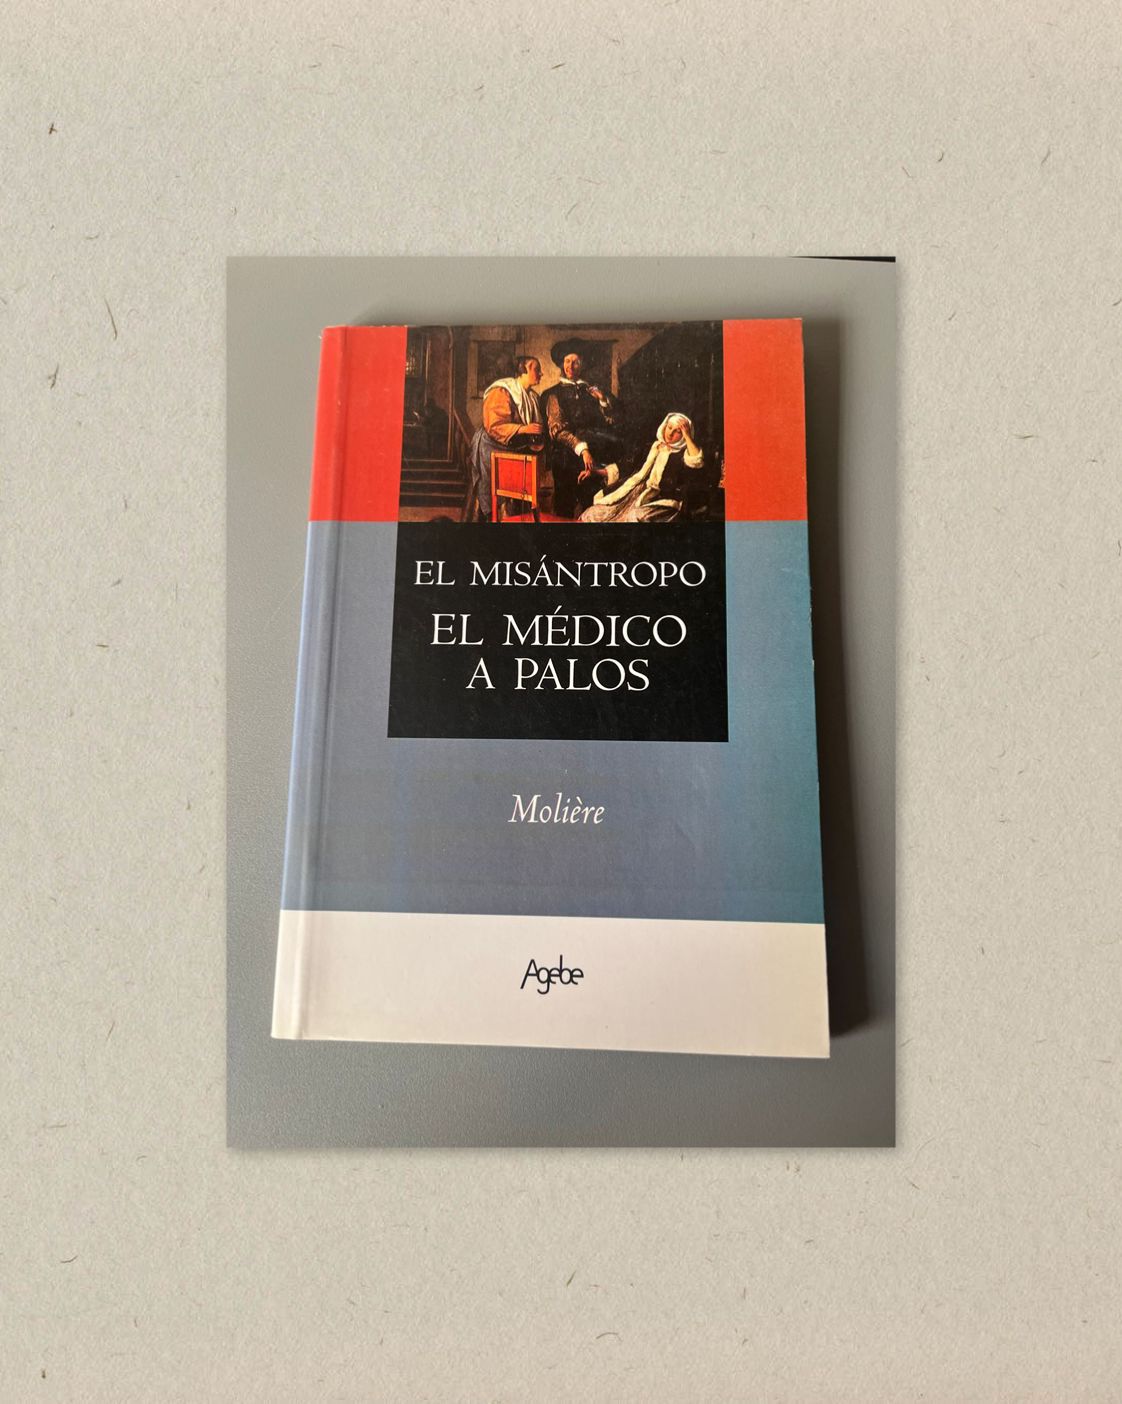 EL MISÁNTROPO
EL MÉDICO
A PALOS
Molière
Agebe